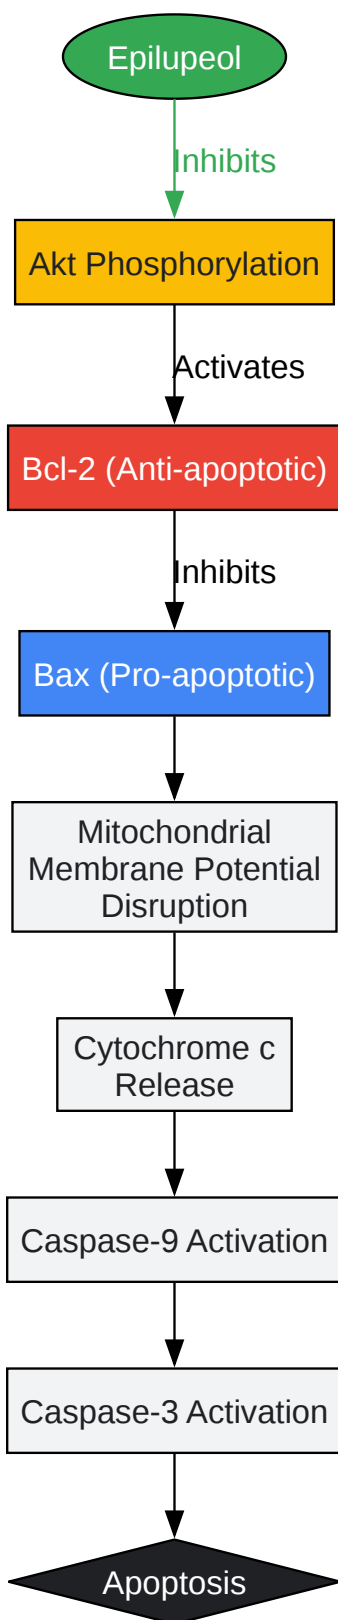 Epilupeol
Inhibits
Akt Phosphorylation
Activates
Bcl-2 (Anti-apoptotic)
Inhibits
Bax (Pro-apoptotic)
Mitochondrial
Membrane Potential
Disruption
Cytochrome c
Release
Caspase-9 Activation
Caspase-3 Activation
Apoptosis